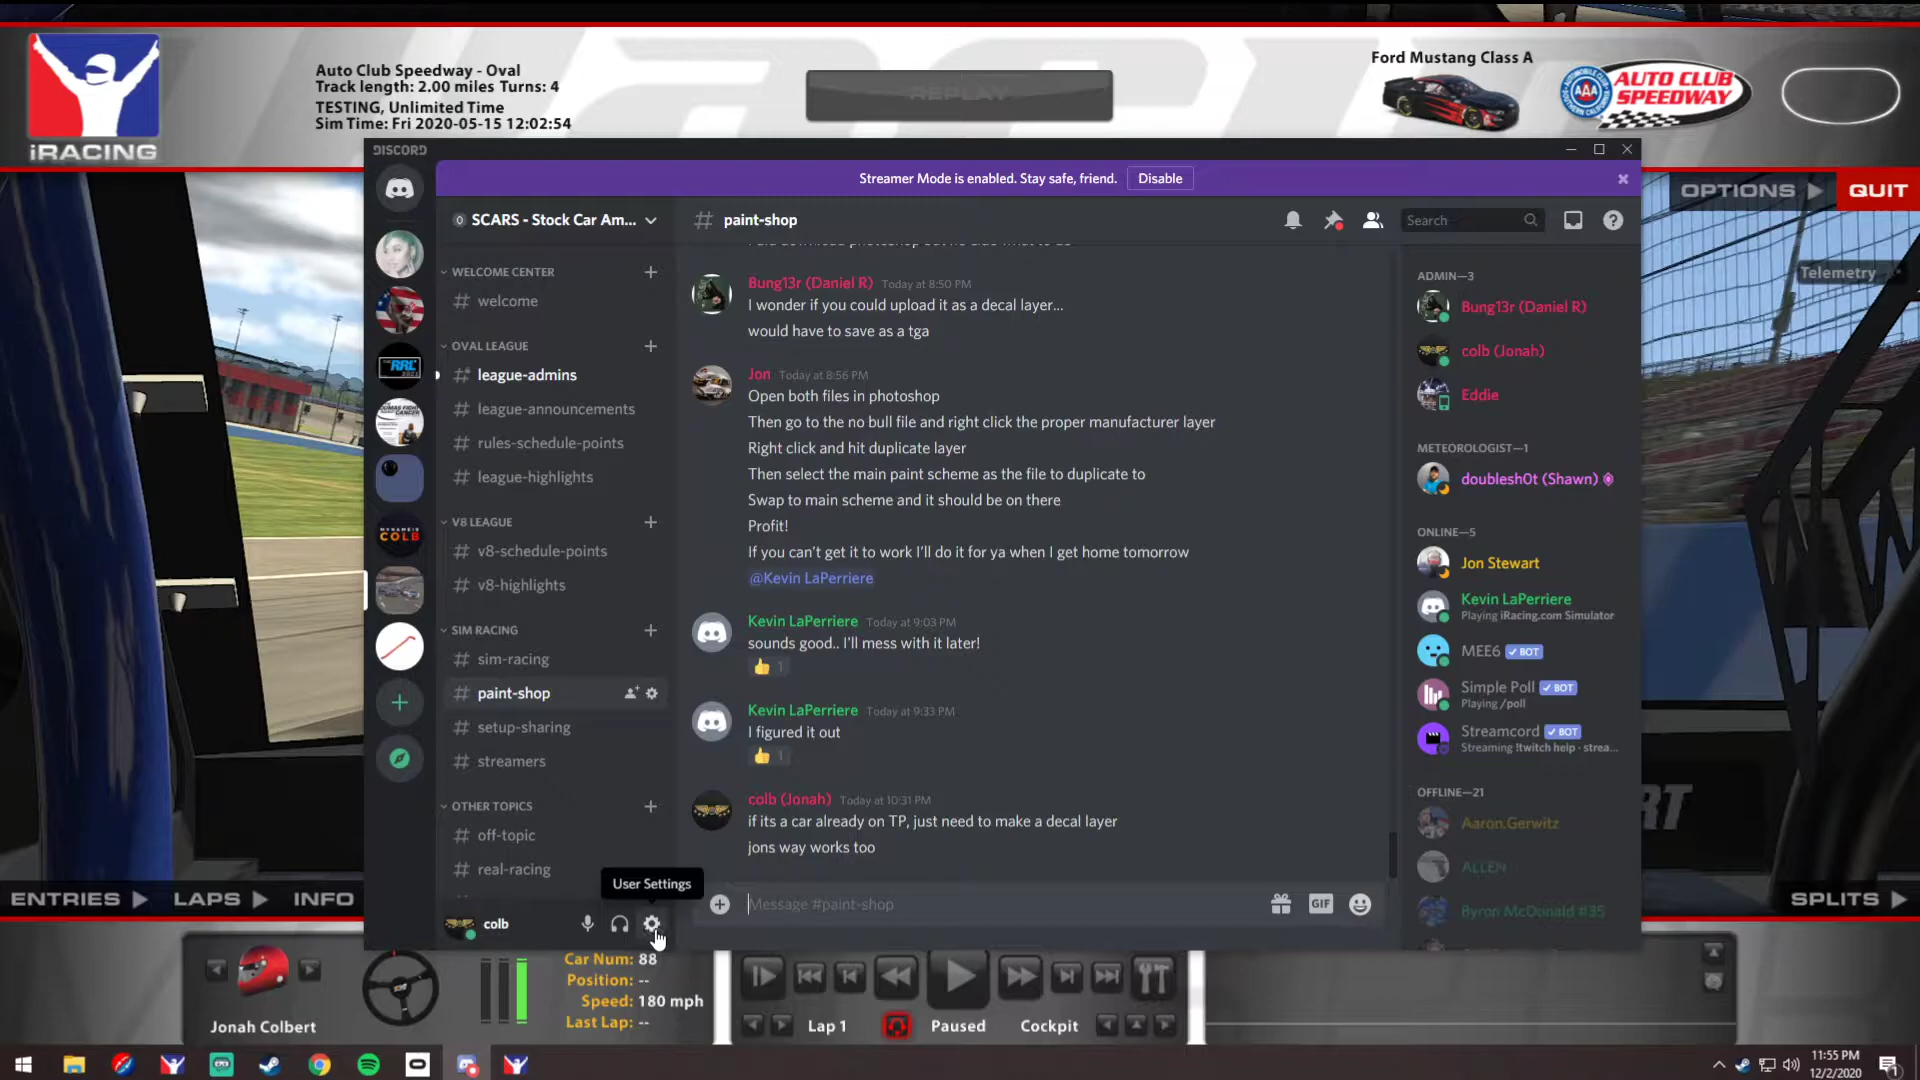 iRACING
Auto Club Speedway - Oval
Track length: 2.00 miles Turns: 4
TESTING, Unlimited Time
Sim Time: Fri 2020-05-15 12:02:54
REPLAY
Ford Mustang Class A
AAA
AUTO CLUB
SPEEDWAY
OPTIONS
QUIT
Telemetry
DISCORD
Streamer Mode is enabled. Stay safe, friend.
Disable
SCARS - Stock Car Am...
# paint-shop
Search
WELCOME CENTER
# welcome
OVAL LEAGUE
league-admins
# league-announcements
# rules-schedule-points
# league-highlights
V8 LEAGUE
# v8-schedule-points
# v8-highlights
SIM RACING
# sim-racing
# paint-shop
# setup-sharing
# streamers
OTHER TOPICS
# off-topic
# real-racing
User Settings
colb
Bung13r (Daniel R) Today at 8:50 PM
I wonder if you could upload it as a decal layer...
would have to save as a tga
Jon Today at 8:56 PM
Open both files in photoshop
Then go to the no bull file and right click the proper manufacturer layer
Right click and hit duplicate layer
Then select the main paint scheme as the file to duplicate to
Swap to main scheme and it should be on there
Profit!
If you can't get it to work I'll do it for ya when I get home tomorrow
@Kevin LaPerriere
Kevin LaPerriere Today at 9:03 PM
sounds good.. I'll mess with it later!
1
Kevin LaPerriere Today at 9:33 PM
I figured it out
1
colb (Jonah) Today at 10:31 PM
if its a car already on TP, just need to make a decal layer
jons way works too
Message #paint-shop
GIF
ADMIN—3
Bung13r (Daniel R)
colb (Jonah)
Eddie
METEOROLOGIST—1
doublesh0t (Shawn)
ONLINE—5
Jon Stewart
Kevin LaPerriere
Playing iRacing.com Simulator
MEE6 BOT
Simple Poll BOT
Playing /poll
Streamcord BOT
Streaming !twitch help · strea...
OFFLINE—21
Aaron.Gerwitz
ALLEN
Byron McDonald #35
ENTRIES
LAPS
INFO
SPLITS
Jonah Colbert
Car Num: 88
Position: --
Speed: 180 mph
Last Lap: --
Lap 1
Paused
Cockpit
11:55 PM
12/2/2020